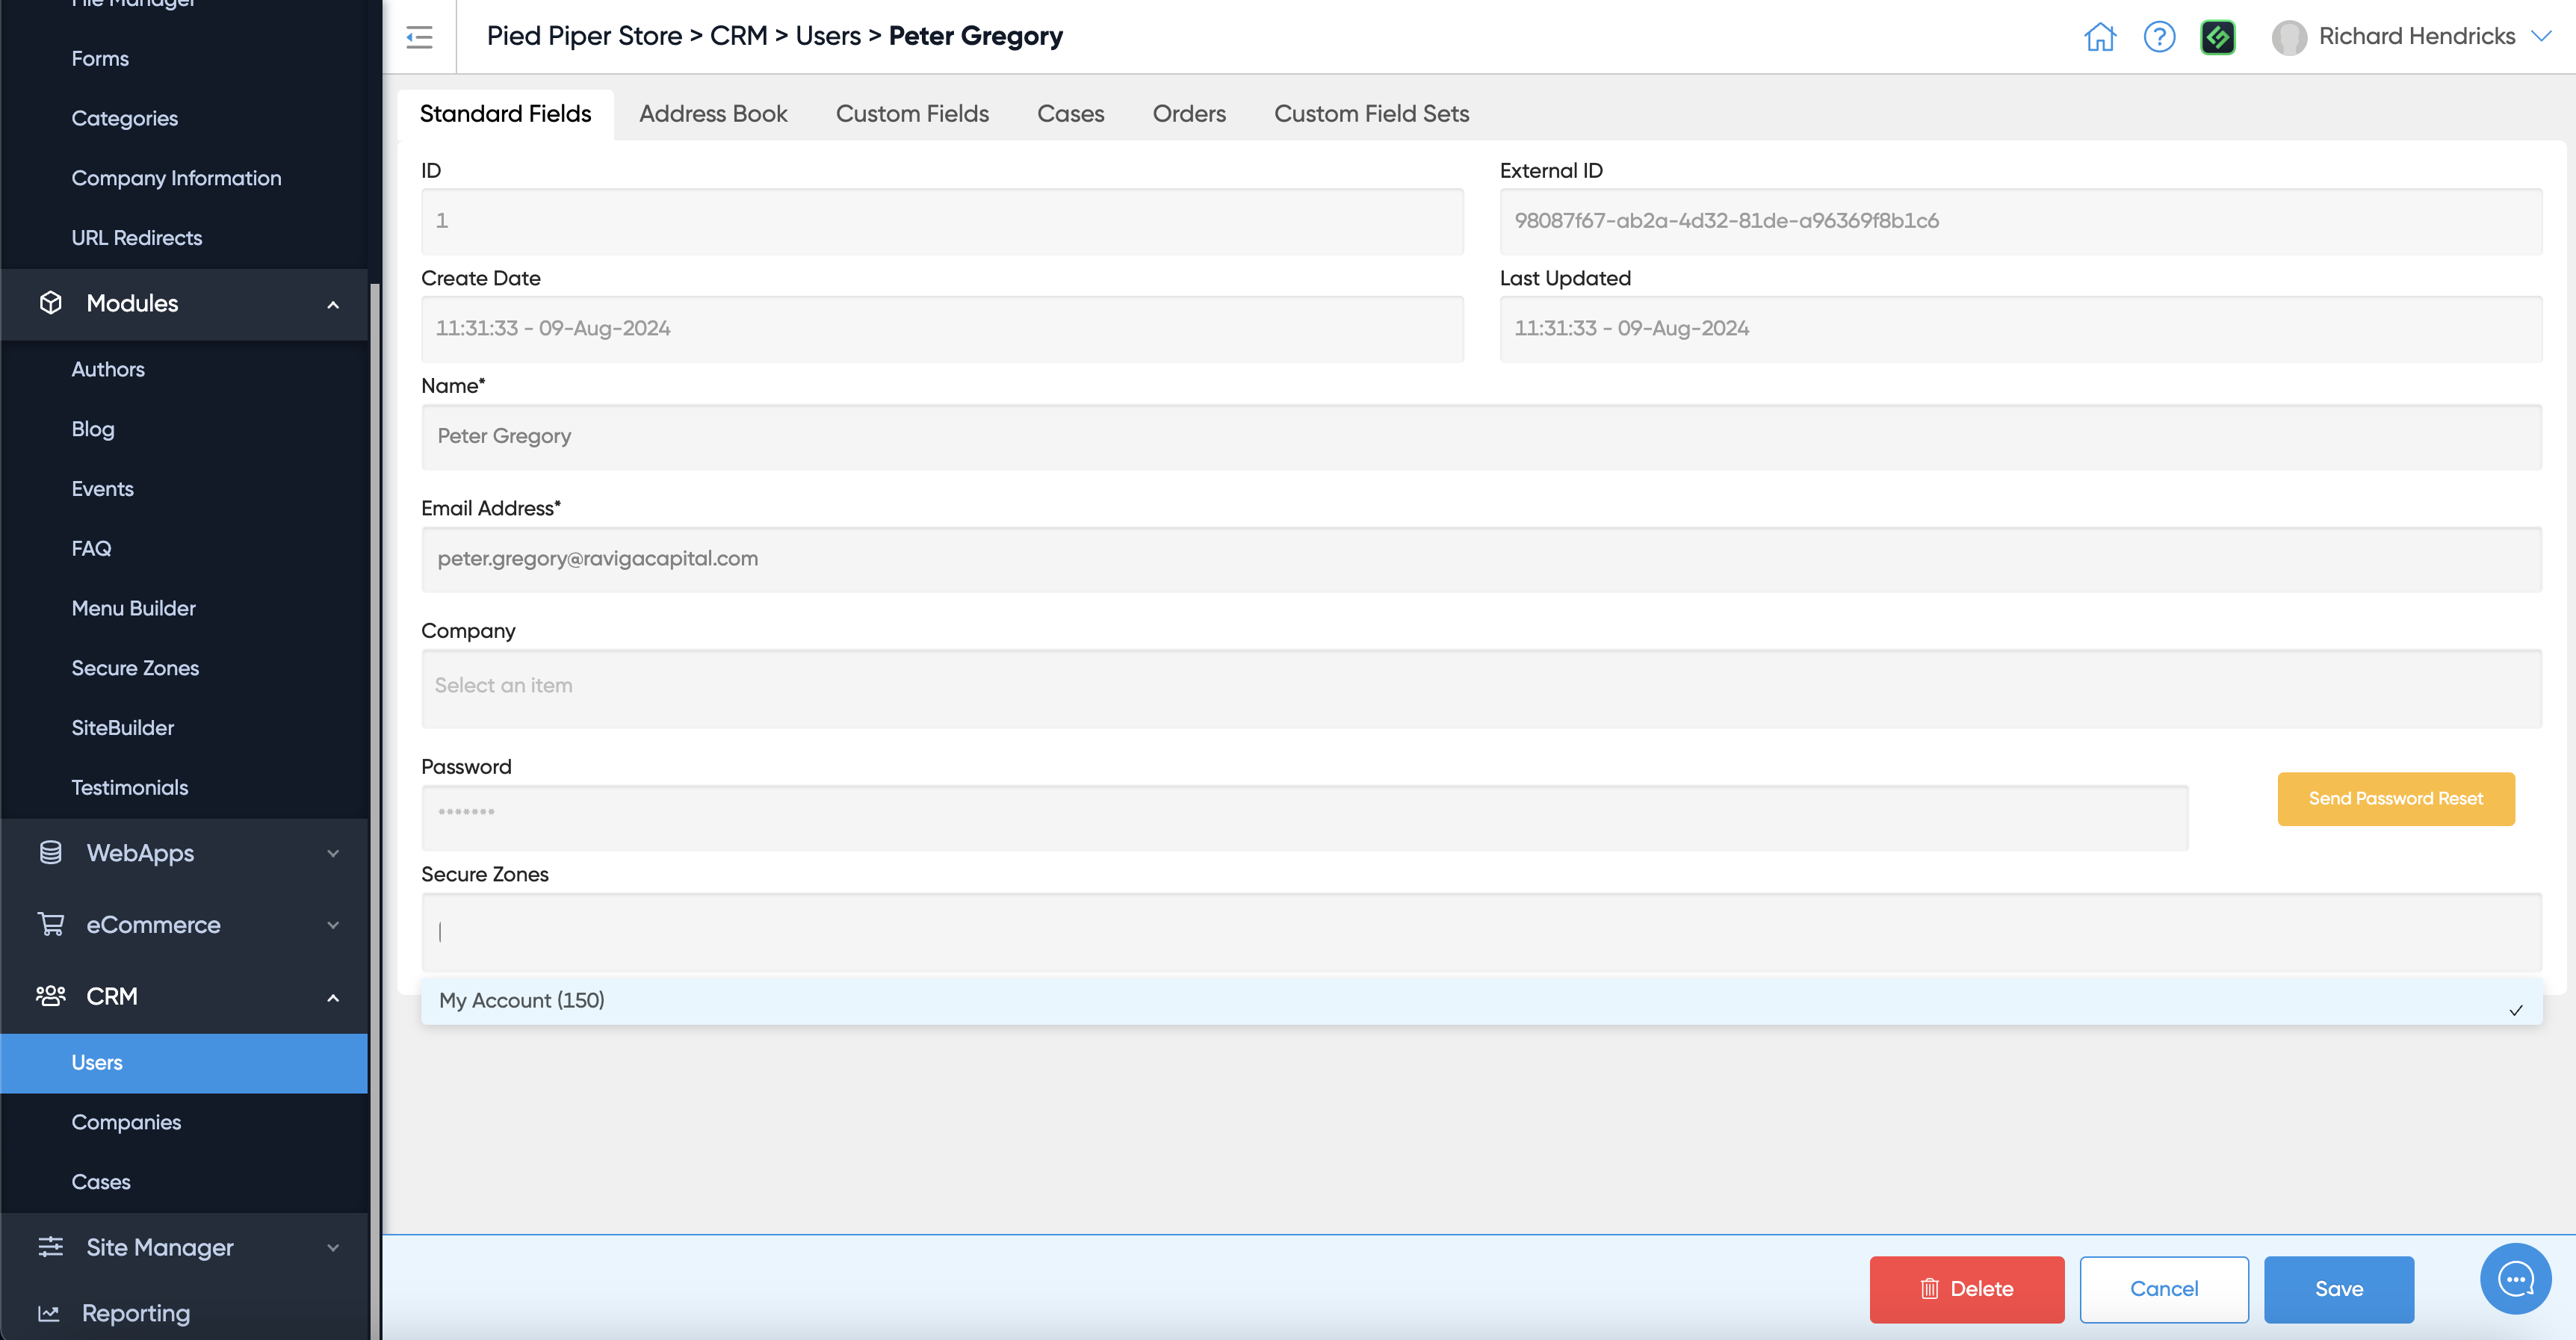 File Manager
Forms
Categories
Company Information
URL Redirects
Modules
Authors
Blog
Events
FAQ
Menu Builder
Secure Zones
SiteBuilder
Testimonials
WebApps
eCommerce
CRM
Users
Companies
Cases
Site Manager
Reporting
Pied Piper Store > CRM > Users > Peter Gregory
Richard Hendricks
Standard Fields Address Book Custom Fields Cases Orders Custom Field Sets
ID
1
External ID
98087f67-ab2a-4d32-81de-a96369f8b1c6
Create Date
11:31:33 - 09-Aug-2024
Last Updated
11:31:33 - 09-Aug-2024
Name*
Peter Gregory
Email Address*
peter.gregory@ravigacapital.com
Company
Select an item
Password
*******
Send Password Reset
Secure Zones
My Account (150)
Delete
Cancel
Save